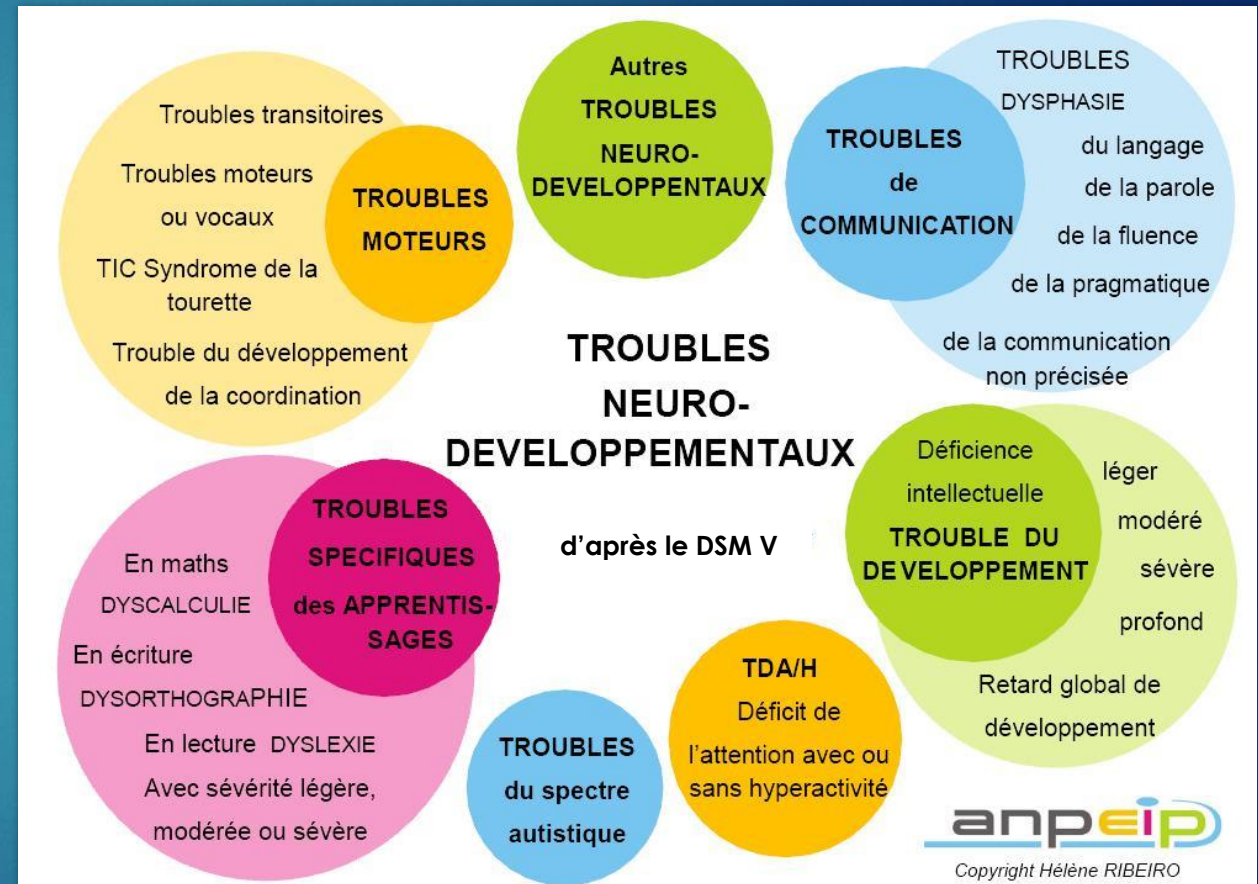 Troubles transitoires
Troubles moteurs
ou vocaux
TIC Syndrome de la
tourette
Trouble du développement
de la coordination
TROUBLES
MOTEURS
Autres
TROUBLES
NEURO-
DEVELOPPENTAUX
TROUBLES
de
COMMUNICATION
TROUBLES
DYSPHASIE
du langage
de la parole
de la fluence
de la pragmatique
de la communication
non précisée
TROUBLES
NEURO-
DEVELOPPEMENTAUX
d'après le DSM V
TROUBLES
SPECIFIQUES
des APPRENTIS-
SAGES
En maths
DYSCALCULIE
En écriture
DYSORTHOGRAPHIE
En lecture DYSLEXIE
Avec sévérité légère,
modérée ou sévère
TROUBLES
du spectre
autistique
TDA/H
Déficit de
l'attention avec ou
sans hyperactivité
Déficience
intellectuelle
TROUBLE DU
DEVELOPPEMENT
léger
modéré
sévère
profond
Retard global de
développement
anpeip
Copyright Hélène RIBEIRO